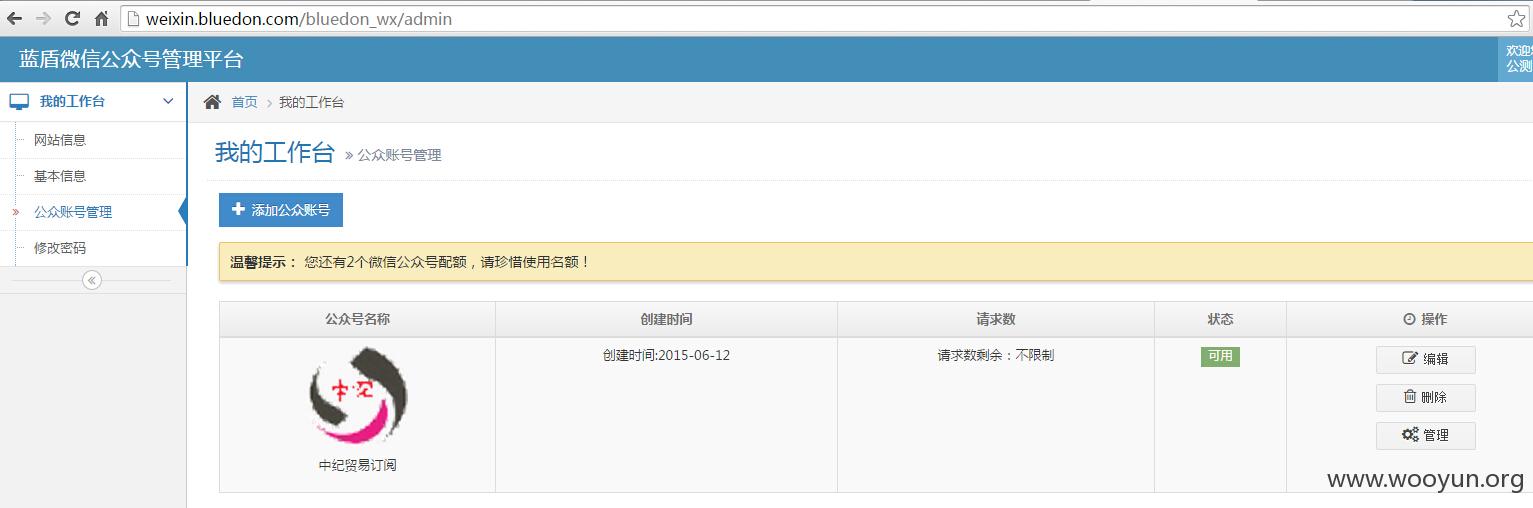 weixin.bluedon.com/bluedon_wx/admin
蓝盾微信公众号管理平台
欢迎
公测
我的工作台
首页 > 我的工作台
网站信息
基本信息
» 公众账号管理
修改密码
«
我的工作台 » 公众账号管理
+ 添加公众账号
温馨提示： 您还有2个微信公众号配额，请珍惜使用名额！
公众号名称 创建时间 请求数 状态 操作
中纪
中纪贸易订阅
创建时间:2015-06-12
请求数剩余：不限制
可用
编辑
删除
管理
www.wooyun.org